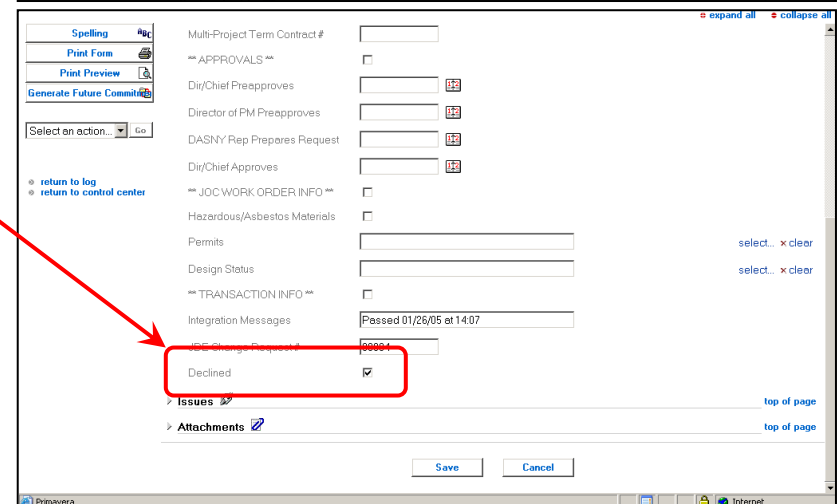 expand all collapse all
Spelling
Print Form
Print Preview
Generate Future Commit
Select an action... Go
return to log
return to control center
Multi-Project Term Contract #
** APPROVALS **
Dir/Chief Preapproves
Director of PM Preapproves
DASNY Rep Prepares Request
Dir/Chief Approves
** JOC WORK ORDER INFO **
Hazardous/Asbestos Materials
Permits select... × clear
Design Status select... × clear
** TRANSACTION INFO **
Integration Messages Passed 01/26/05 at 14:07
JDE Change Request #
Declined
Issues top of page
Attachments top of page
Save Cancel
Primavera Internet